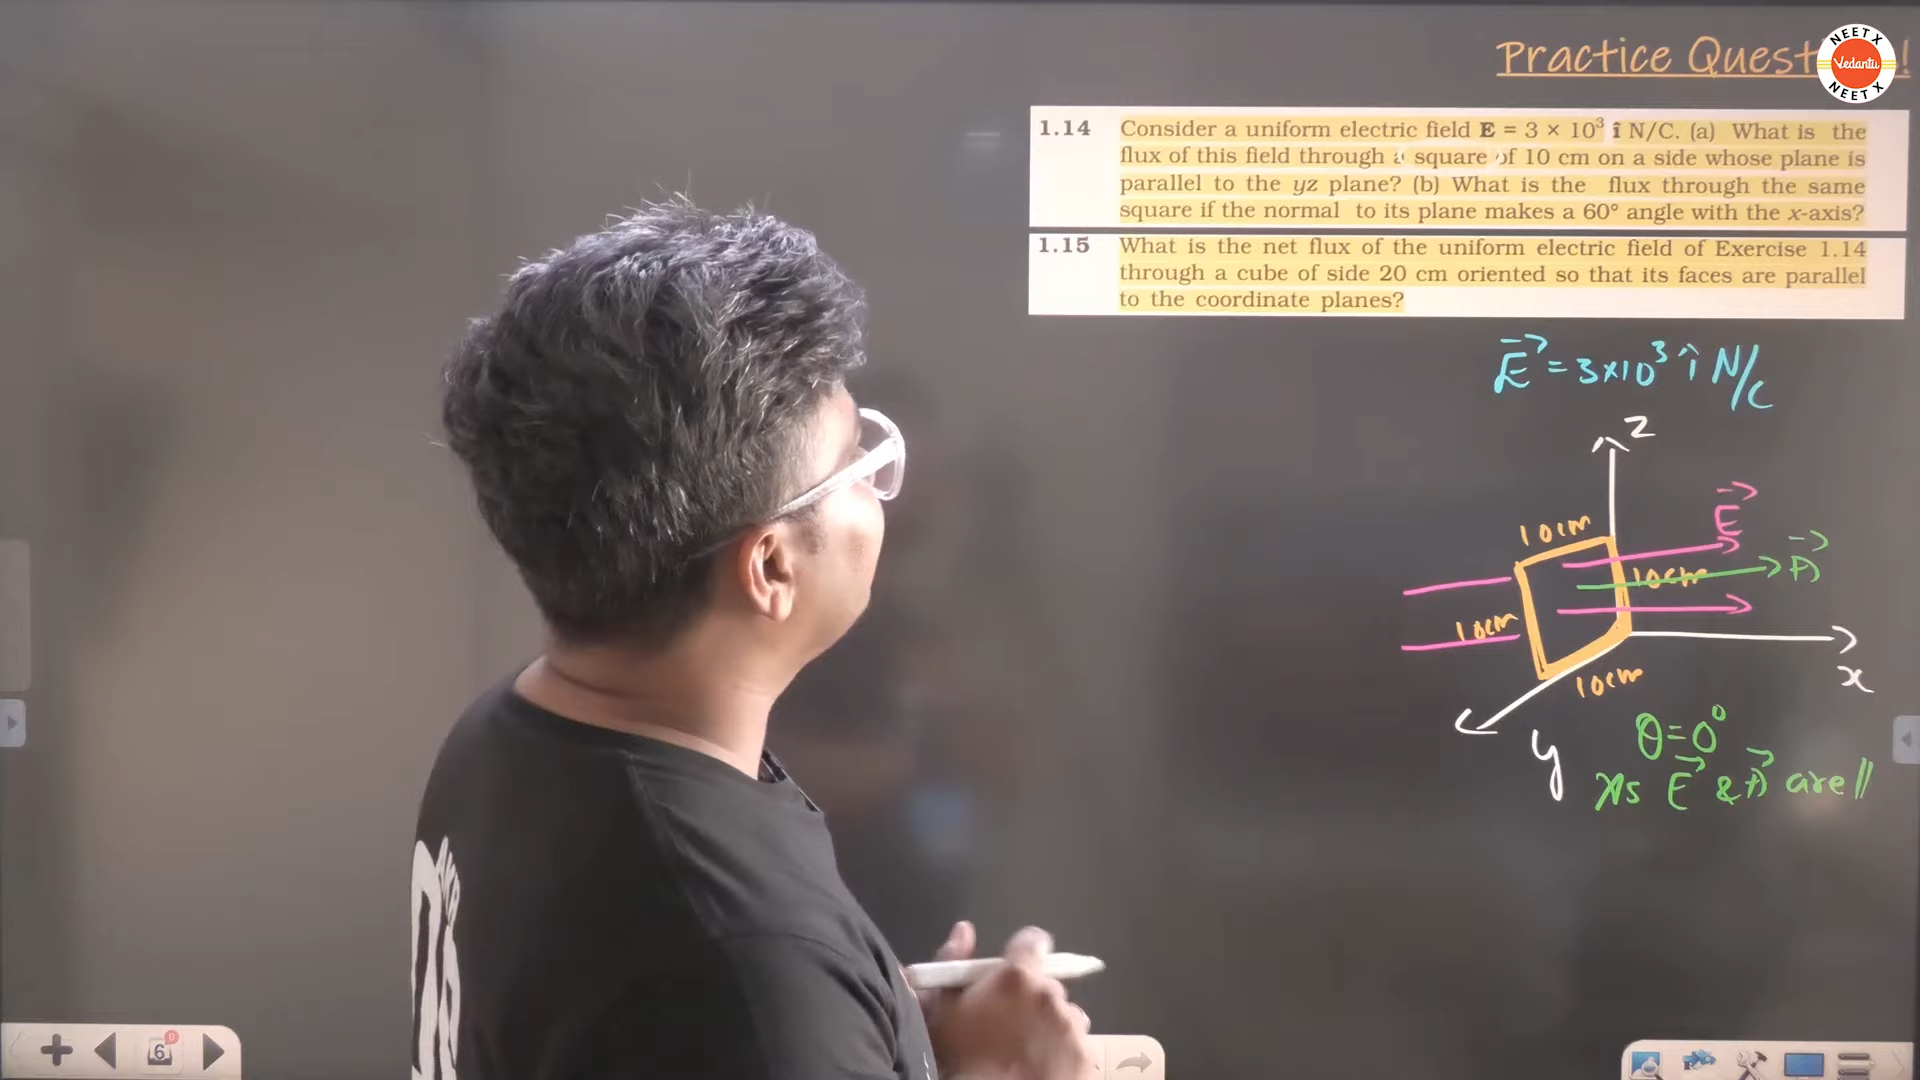 Practice Quest !
NEET X
Vedantu
NEET X
1.14 Consider a uniform electric field E = 3 × 10³ î N/C. (a) What is the
flux of this field through a square of 10 cm on a side whose plane is
parallel to the yz plane? (b) What is the flux through the same
square if the normal to its plane makes a 60° angle with the x-axis?
1.15 What is the net flux of the uniform electric field of Exercise 1.14
through a cube of side 20 cm oriented so that its faces are parallel
to the coordinate planes?
E⃗ = 3×10³ î N/C
z
E⃗
10cm
A⃗
10cm
10cm
x
10cm
y
θ=0°
As E⃗ & A⃗ are ||
6
0